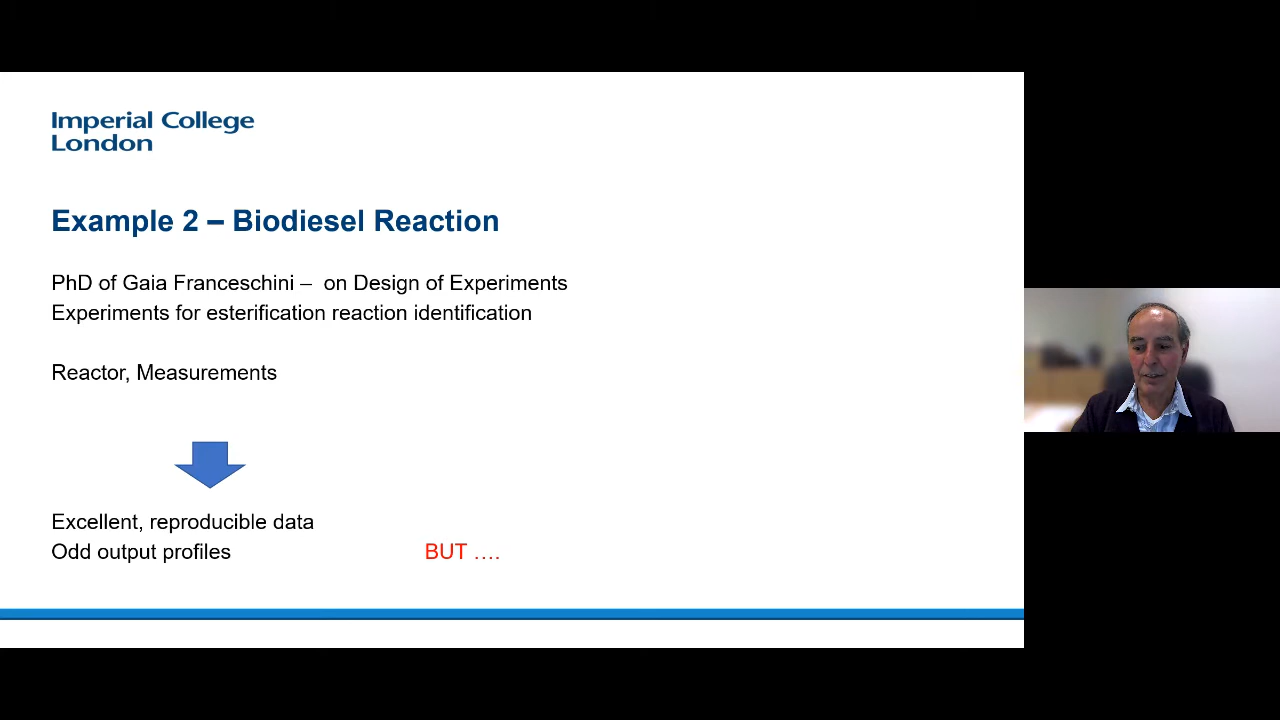 Imperial College
London
Example 2 – Biodiesel Reaction
PhD of Gaia Franceschini –  on Design of Experiments
Experiments for esterification reaction identification
Reactor, Measurements
Excellent, reproducible data
Odd output profiles
BUT ….